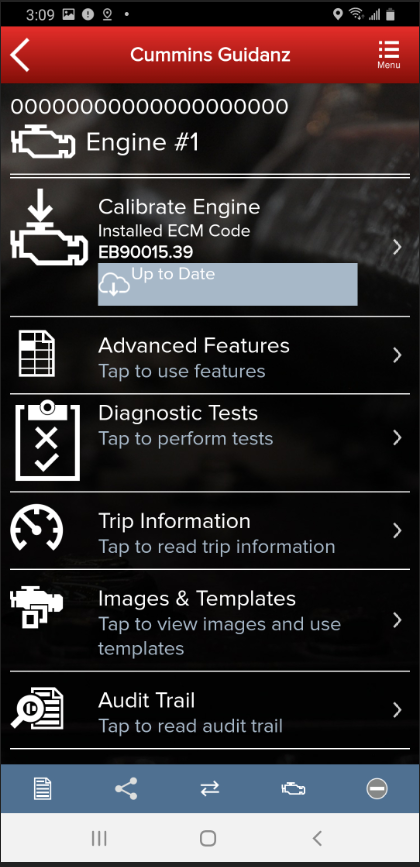 3:09
Cummins Guidanz
Menu
00000000000000000000
Engine #1
Calibrate Engine
Installed ECM Code
EB90015.39
Up to Date
Advanced Features
Tap to use features
Diagnostic Tests
Tap to perform tests
Trip Information
Tap to read trip information
Images & Templates
Tap to view images and use
templates
Audit Trail
Tap to read audit trail